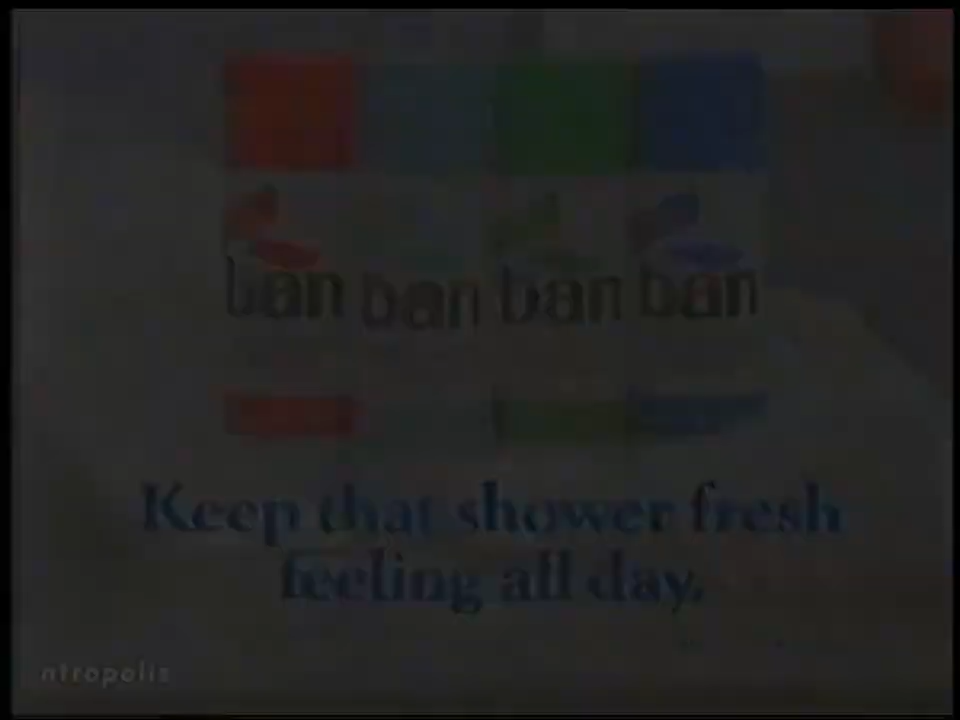 ban ban ban ban
Keep that shower fresh
feeling all day.
ntropolis